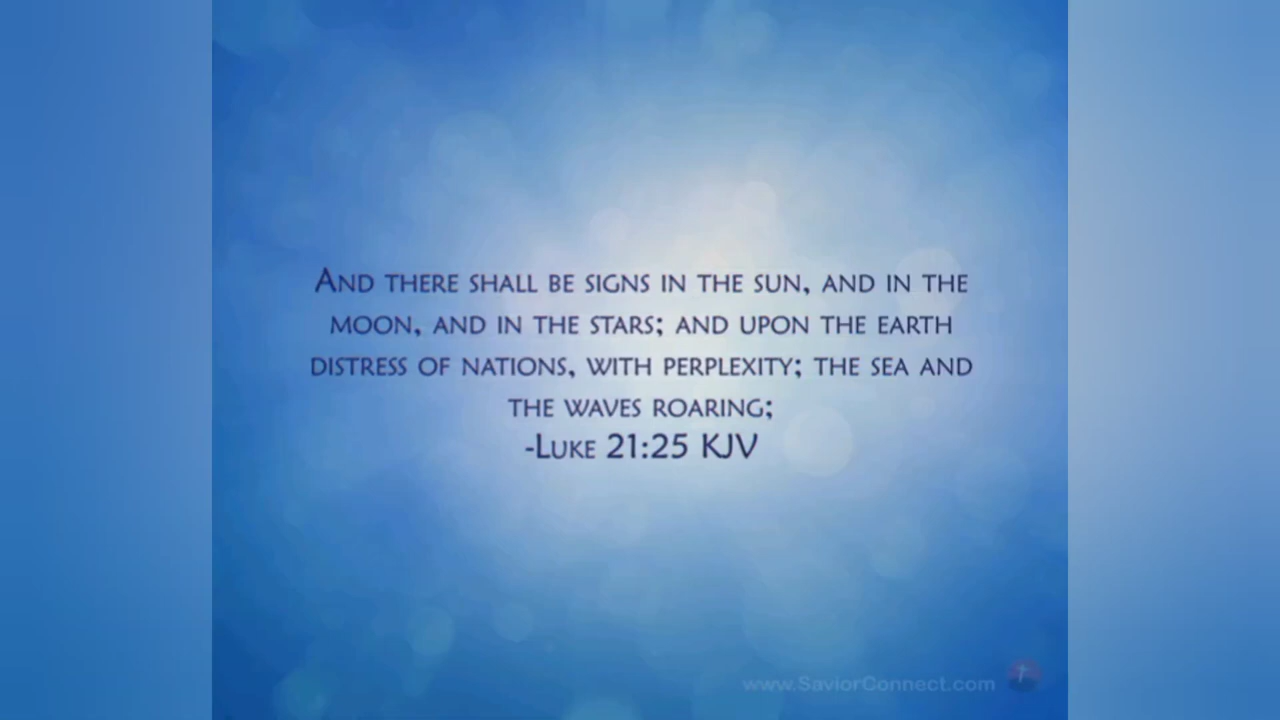 And there shall be signs in the sun, and in the
moon, and in the stars; and upon the earth
distress of nations, with perplexity; the sea and
the waves roaring;
-Luke 21:25 KJV
www.SaviorConnect.com